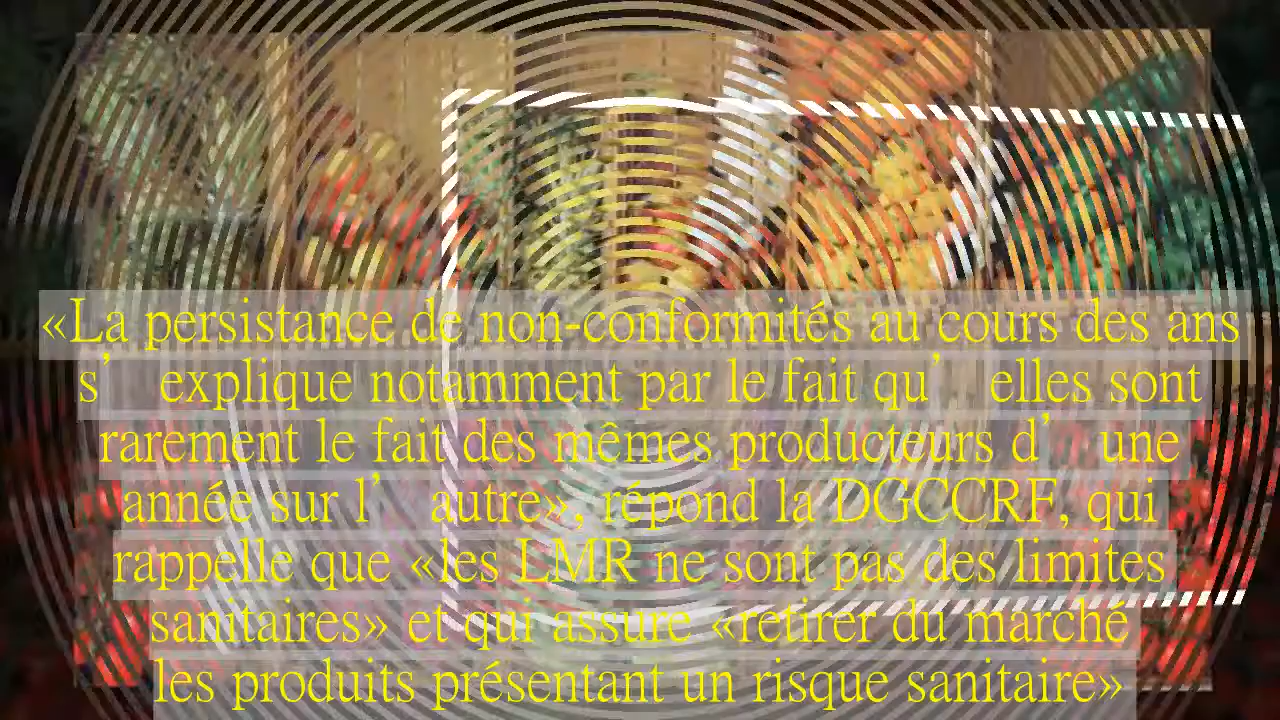 «La persistance de non-conformités au cours des ans
s’ explique notamment par le fait qu’ elles sont
rarement le fait des mêmes producteurs d’ une
année sur l’ autre», répond la DGCCRF, qui
rappelle que «les LMR ne sont pas des limites
sanitaires» et qui assure «retirer du marché
les produits présentant un risque sanitaire»